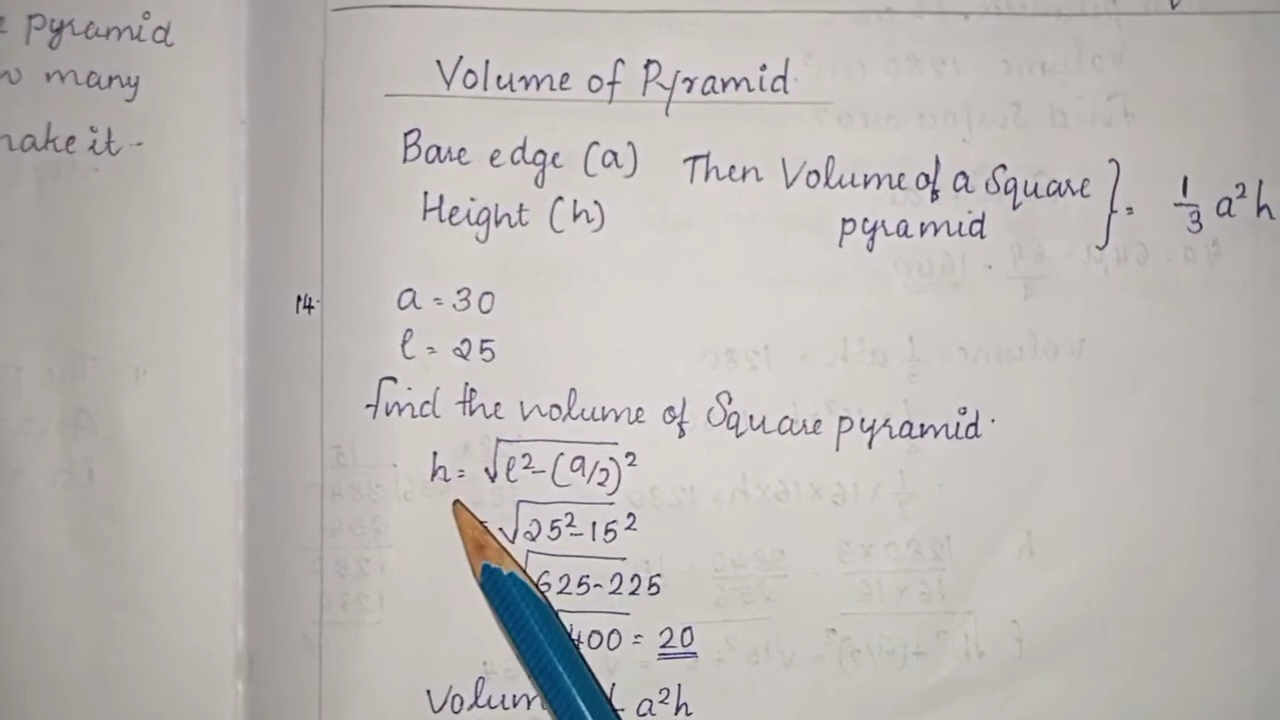 pyramid
many
make it -
Volume of Pyramid
Base edge (a) Then Volume of a Square pyramid } = 1/3 a²h
Height (h)
14. a = 30
l = 25
find the volume of Square pyramid.
h = √l² - (a/2)²
= √25² - 15²
625 - 225
400 = 20
Volum a²h